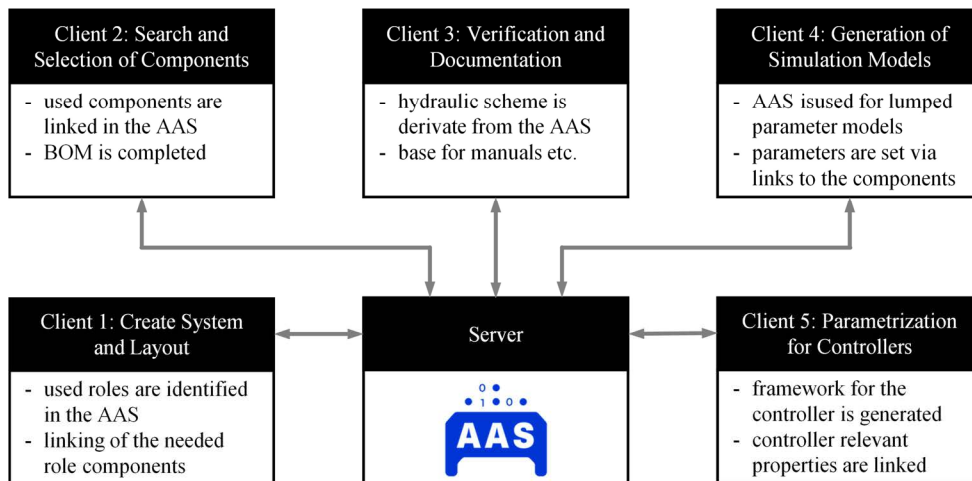 Client 2: Search and
Selection of Components
- used components are
linked in the AAS
- BOM is completed
Client 3: Verification and
Documentation
- hydraulic scheme is
derivate from the AAS
- base for manuals etc.
Client 4: Generation of
Simulation Models
- AAS isused for lumped
parameter models
- parameters are set via
links to the components
Client 1: Create System
and Layout
- used roles are identified
in the AAS
- linking of the needed
role components
Server
0
1 0
AAS
Client 5: Parametrization
for Controllers
- framework for the
controller is generated
- controller relevant
properties are linked